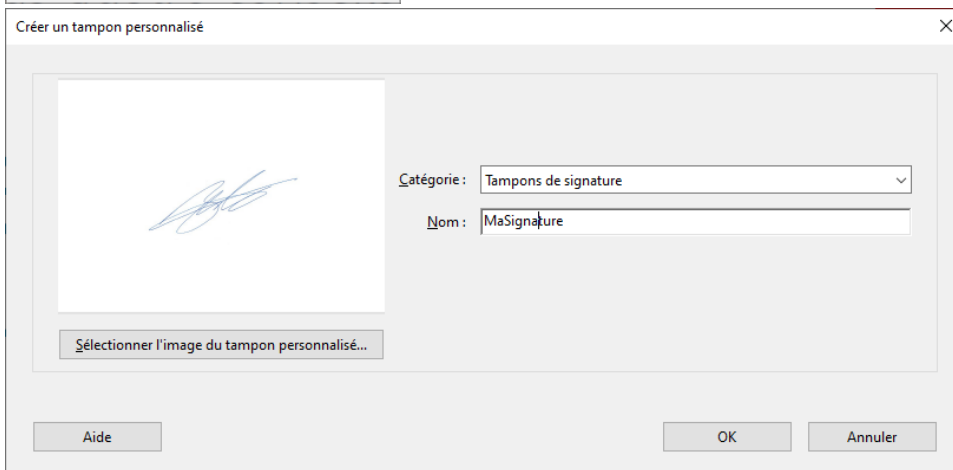 Créer un tampon personnalisé
Catégorie :
Tampons de signature
Nom :
MaSignature
Sélectionner l'image du tampon personnalisé...
Aide
OK
Annuler